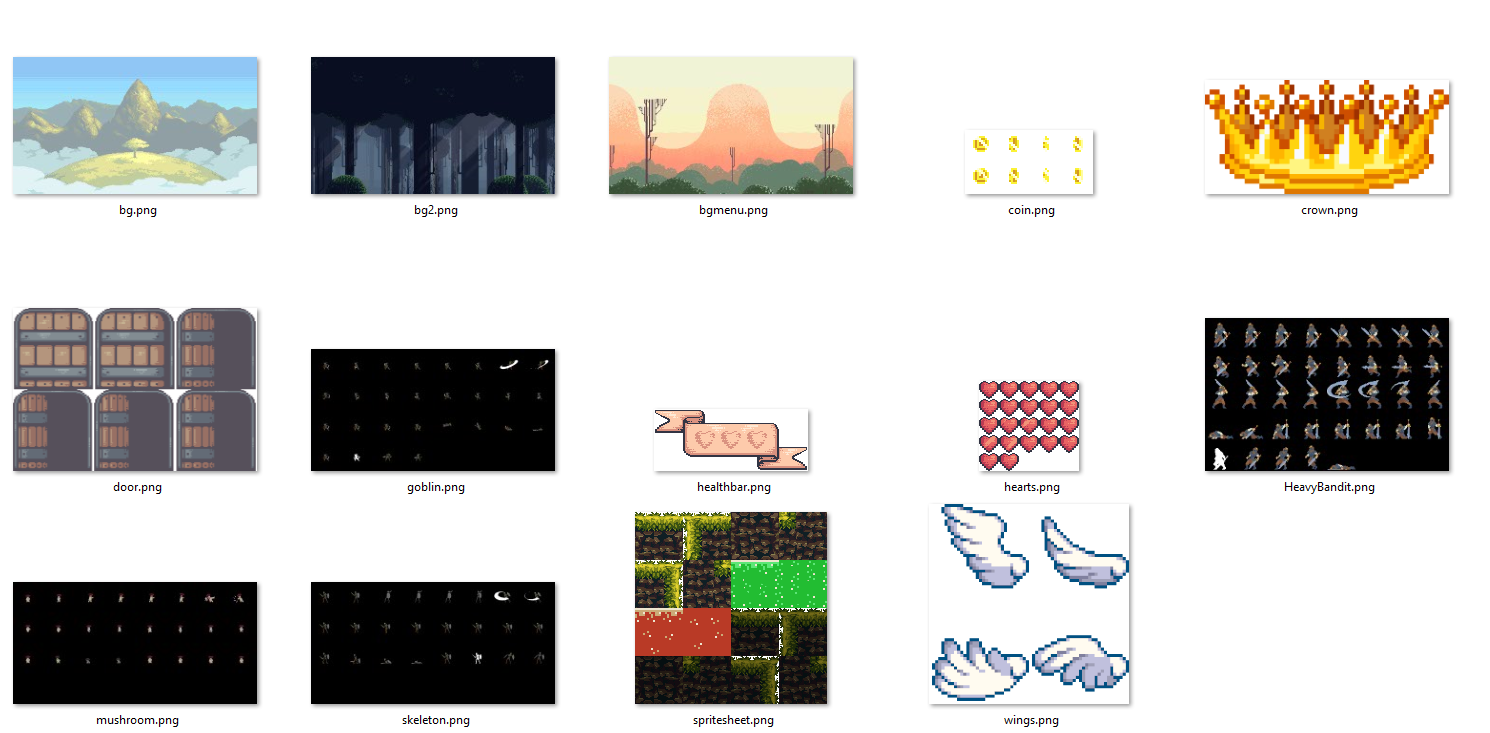 bg.png
bg2.png
bgmenu.png
coin.png
crown.png
door.png
goblin.png
healthbar.png
hearts.png
HeavyBandit.png
mushroom.png
skeleton.png
spritesheet.png
wings.png